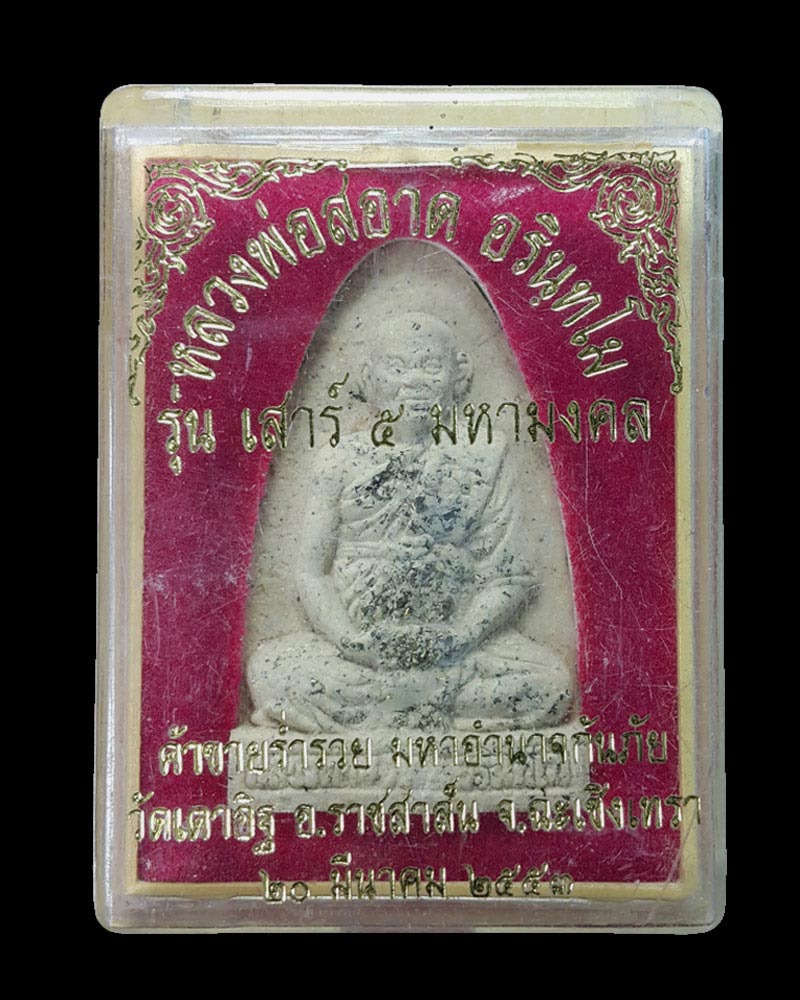 หลวงพ่อสอาด อรินฺทโม
รุ่น เสาร์ ๕ มหามงคล
ค้าขายร่ำรวย มหาอำนาจกันภัย
วัดเตาอิฐ อ.ราชสาส์น จ.ฉะเชิงเทรา
๒๐ มีนาคม ๒๕๕๓